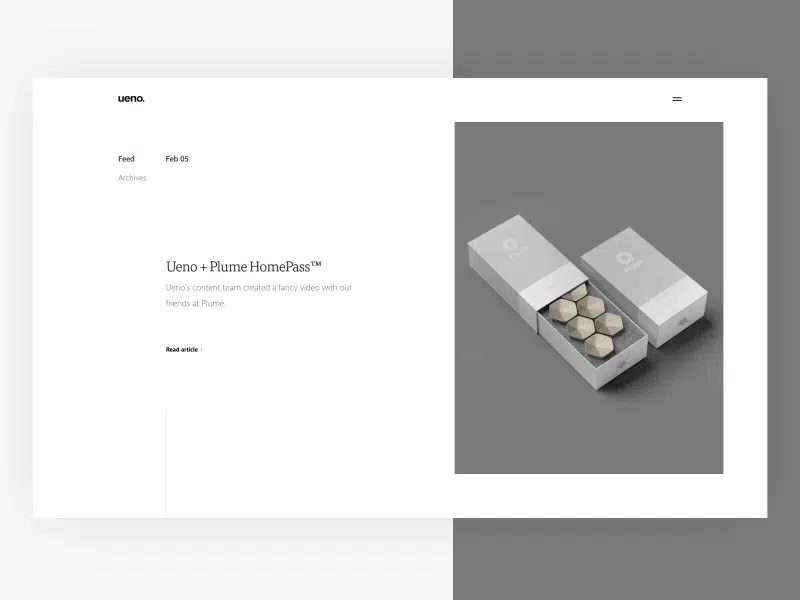 ueno.
Feed
Feb 05
Archives
Ueno + Plume HomePass™
Ueno's content team created a fancy video with our
friends at Plume.
Read article ›
Plume
Plume